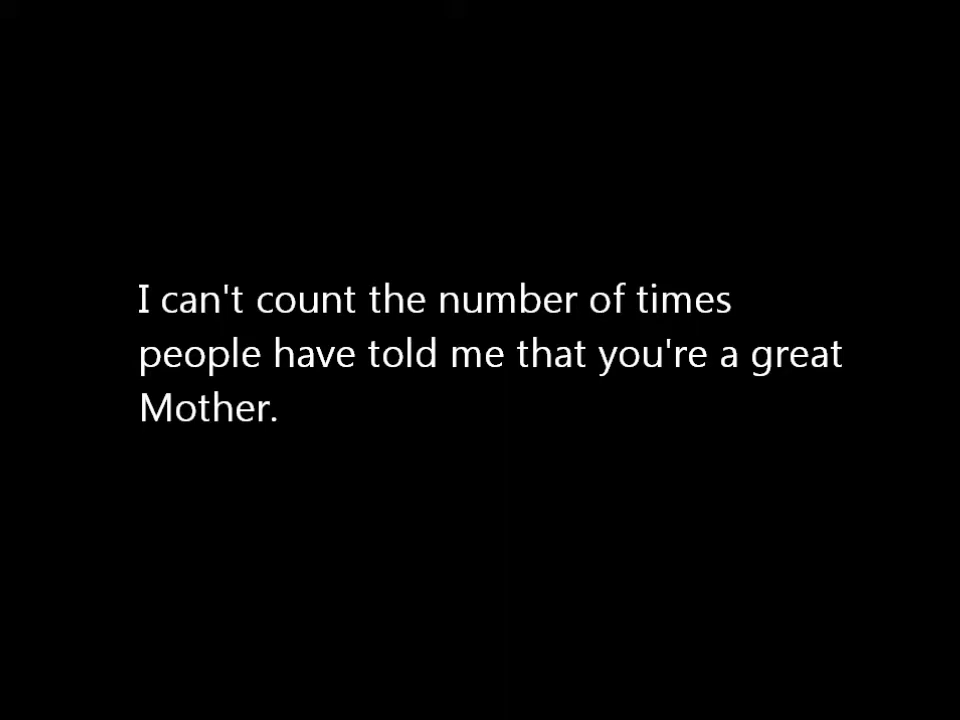 I can't count the number of times
people have told me that you're a great
Mother.